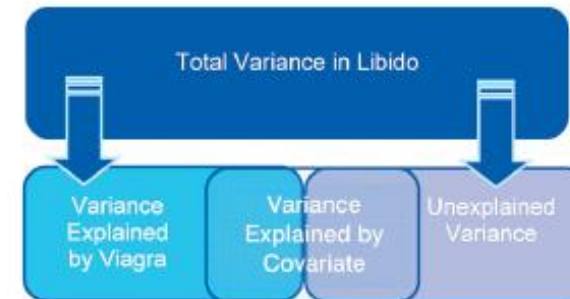 Total Variance in Libido
Variance
Explained
by Viagra
Variance
Explained by
Covariate
Unexplained
Variance